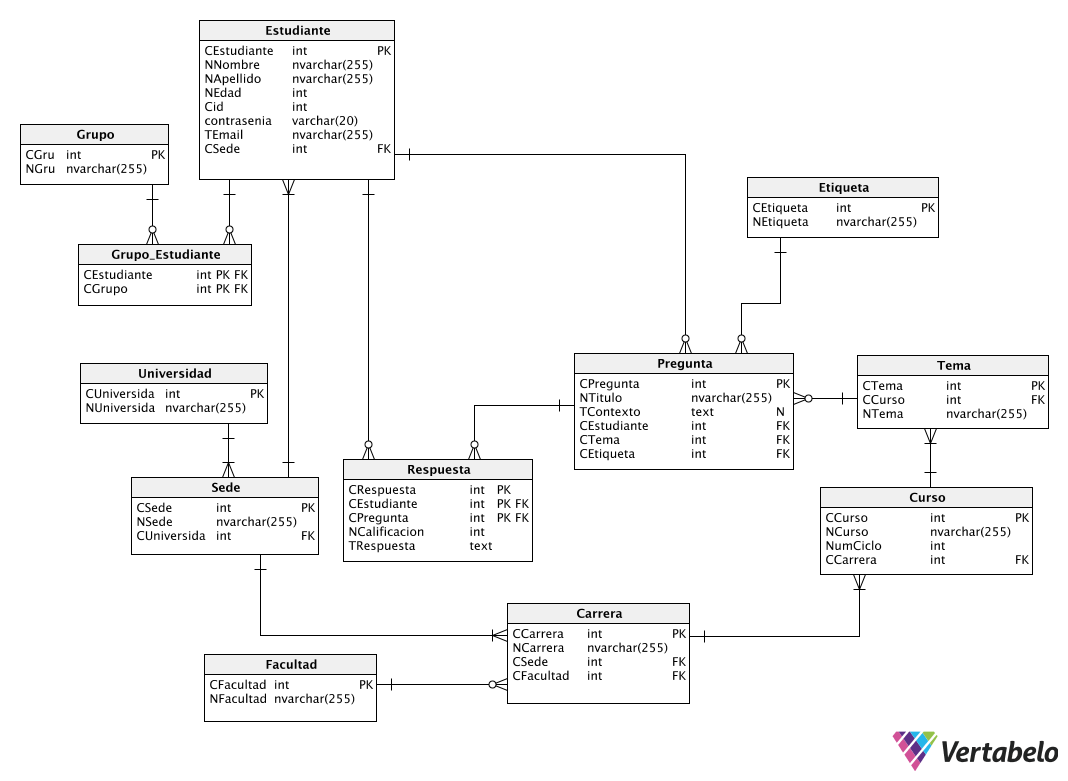 Estudiante
CEstudiante int PK
NNombre nvarchar(255)
NApellido nvarchar(255)
NEdad int
Cid int
contrasenia varchar(20)
TEmail nvarchar(255)
CSede int FK
Grupo
CGru int PK
NGru nvarchar(255)
Etiqueta
CEtiqueta int PK
NEtiqueta nvarchar(255)
Grupo_Estudiante
CEstudiante int PK FK
CGrupo int PK FK
Universidad
CUniversida int PK
NUniversida nvarchar(255)
Pregunta
CPregunta int PK
NTitulo nvarchar(255)
TContexto text N
CEstudiante int FK
CTema int FK
CEtiqueta int FK
Tema
CTema int PK
CCurso int FK
NTema nvarchar(255)
Respuesta
CRespuesta int PK
CEstudiante int PK FK
CPregunta int PK FK
NCalificacion int
TRespuesta text
Sede
CSede int PK
NSede nvarchar(255)
CUniversida int FK
Curso
CCurso int PK
NCurso nvarchar(255)
NumCiclo int
CCarrera int FK
Carrera
CCarrera int PK
NCarrera nvarchar(255)
CSede int FK
CFacultad int FK
Facultad
CFacultad int PK
NFacultad nvarchar(255)
Vertabelo